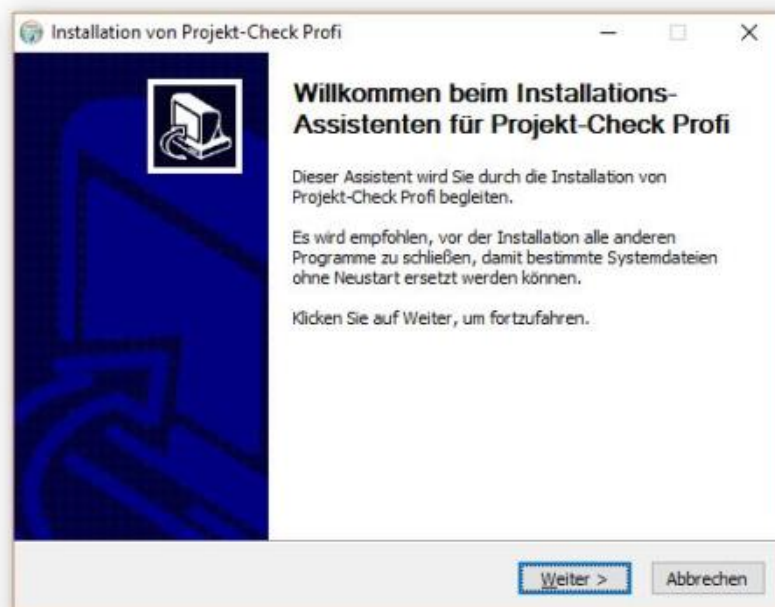 Installation von Projekt-Check Profi
Willkommen beim Installations-
Assistenten für Projekt-Check Profi
Dieser Assistent wird Sie durch die Installation von
Projekt-Check Profi begleiten.
Es wird empfohlen, vor der Installation alle anderen
Programme zu schließen, damit bestimmte Systemdateien
ohne Neustart ersetzt werden können.
Klicken Sie auf Weiter, um fortzufahren.
Weiter >
Abbrechen